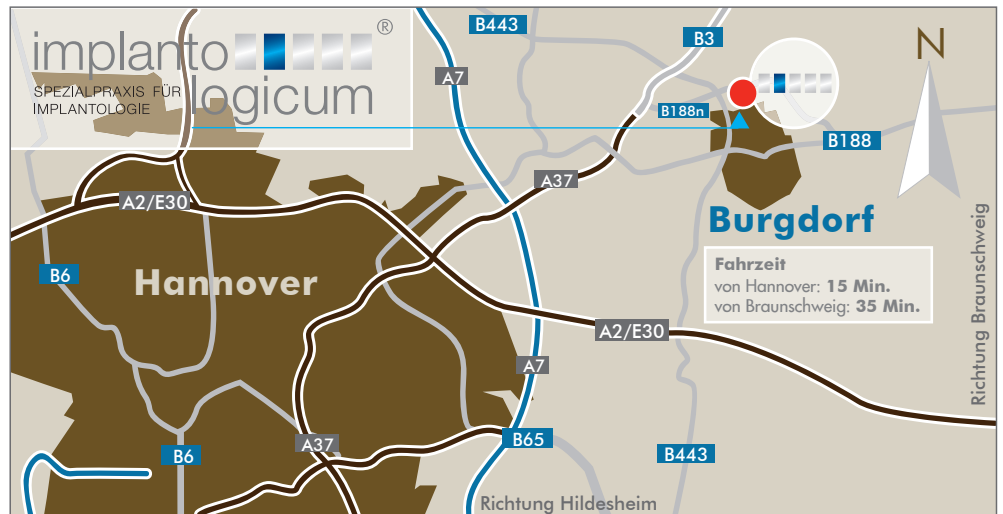 implanto
logicum
®
SPEZIALPRAXIS FÜR
IMPLANTOLOGIE
B443
B3
A7
B188n
B188
N
A37
A2/E30
Burgdorf
Fahrzeit
von Hannover: 15 Min.
von Braunschweig: 35 Min.
B6
Hannover
A2/E30
Richtung Braunschweig
A7
A37
B65
B6
B443
Richtung Hildesheim